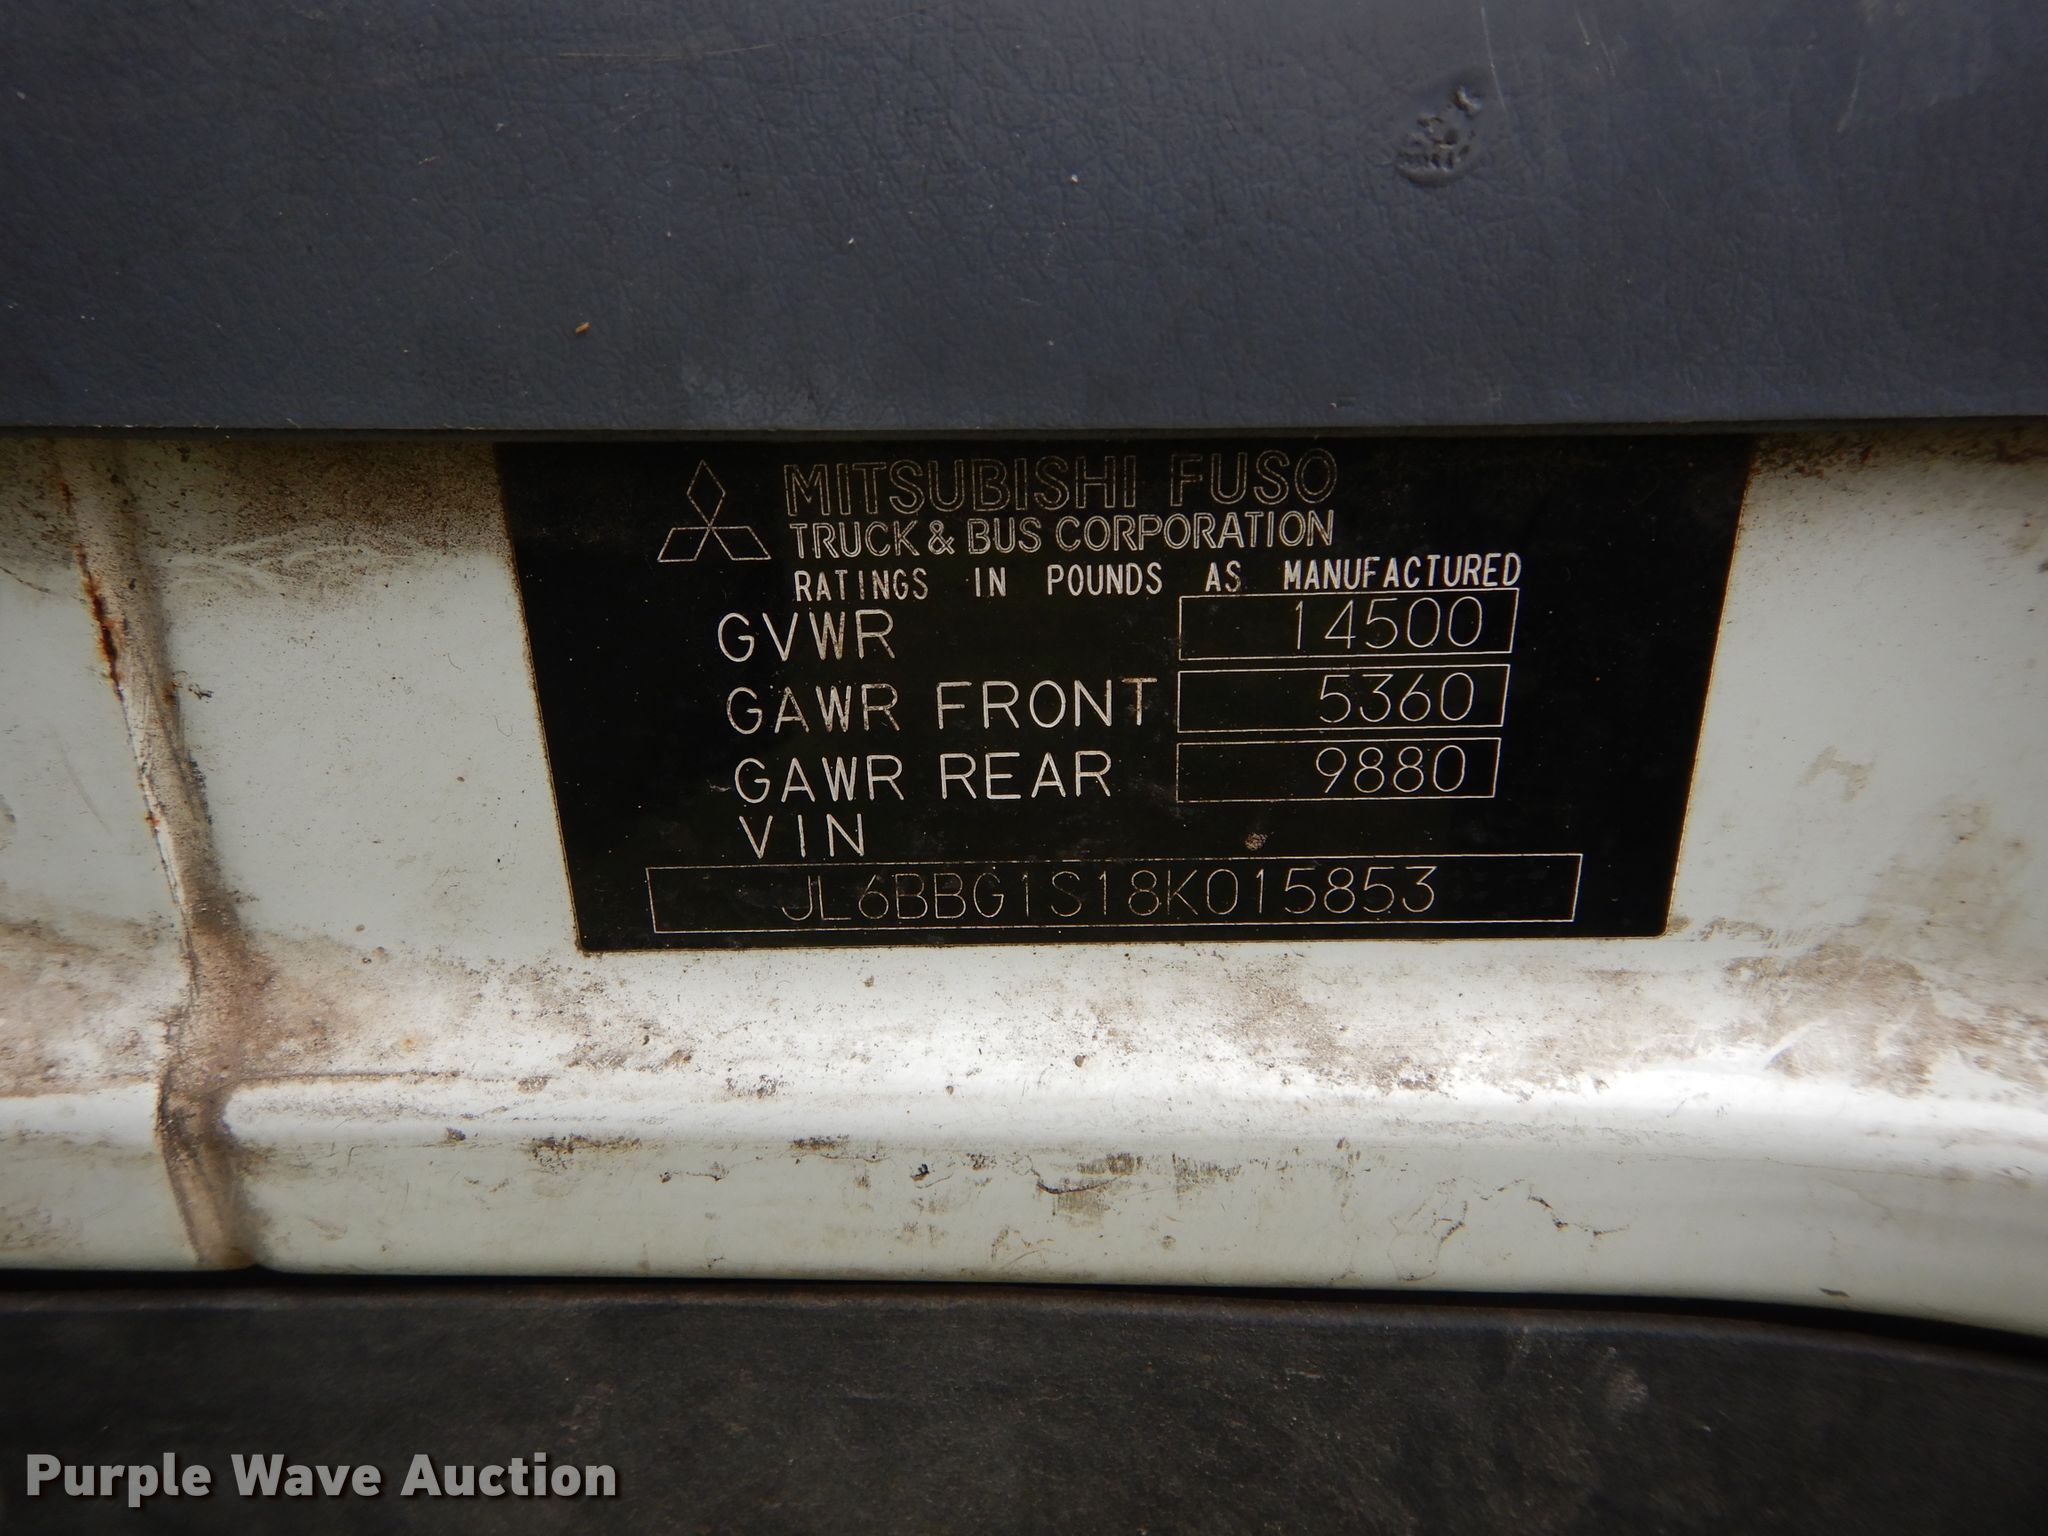 MITSUBISHI FUSO
TRUCK & BUS CORPORATION
RATINGS IN POUNDS AS MANUFACTURED
GVWR 14500
GAWR FRONT 5360
GAWR REAR 9880
VIN
JL6BBG1S18K015853
Purple Wave Auction